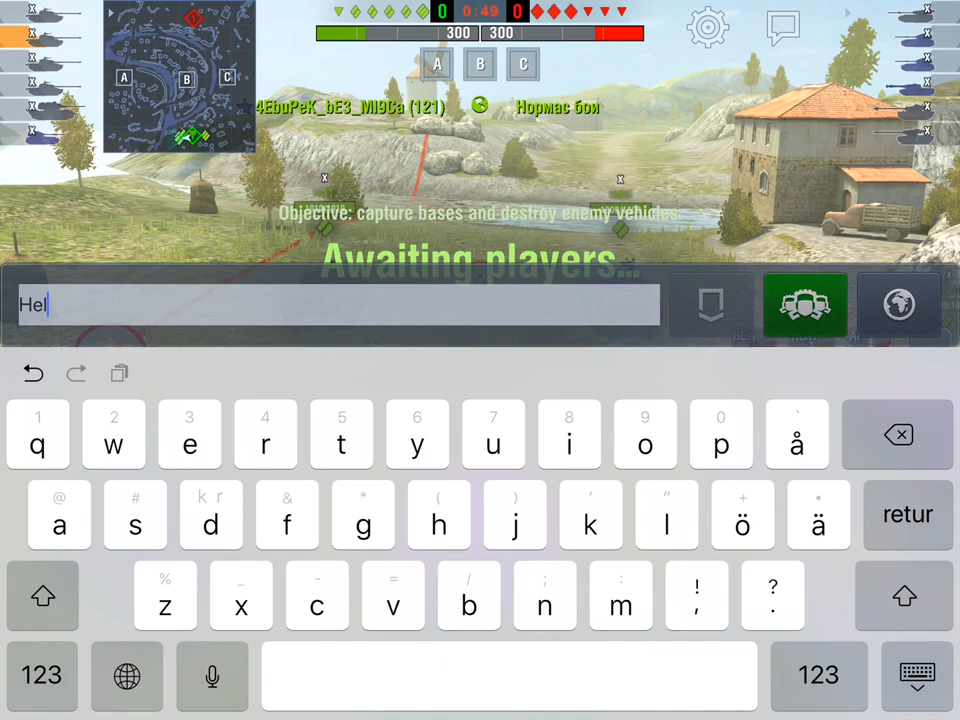 0 0:49 0
300 300
A B C
A B C
4EbuPeK_bE3_MI9Ca (121) Нормас бои
X X
Objective: capture bases and destroy enemy vehicles.
Awaiting players...
Hel
1 2 3 4 5 6 7 8 9 0 `
q w e r t y u i o p å
@ # k r & * ( ) ' " + •
a s d f g h j k l ö ä retur
% _ - = / ; : ! ?
z x c v b n m , .
123 123